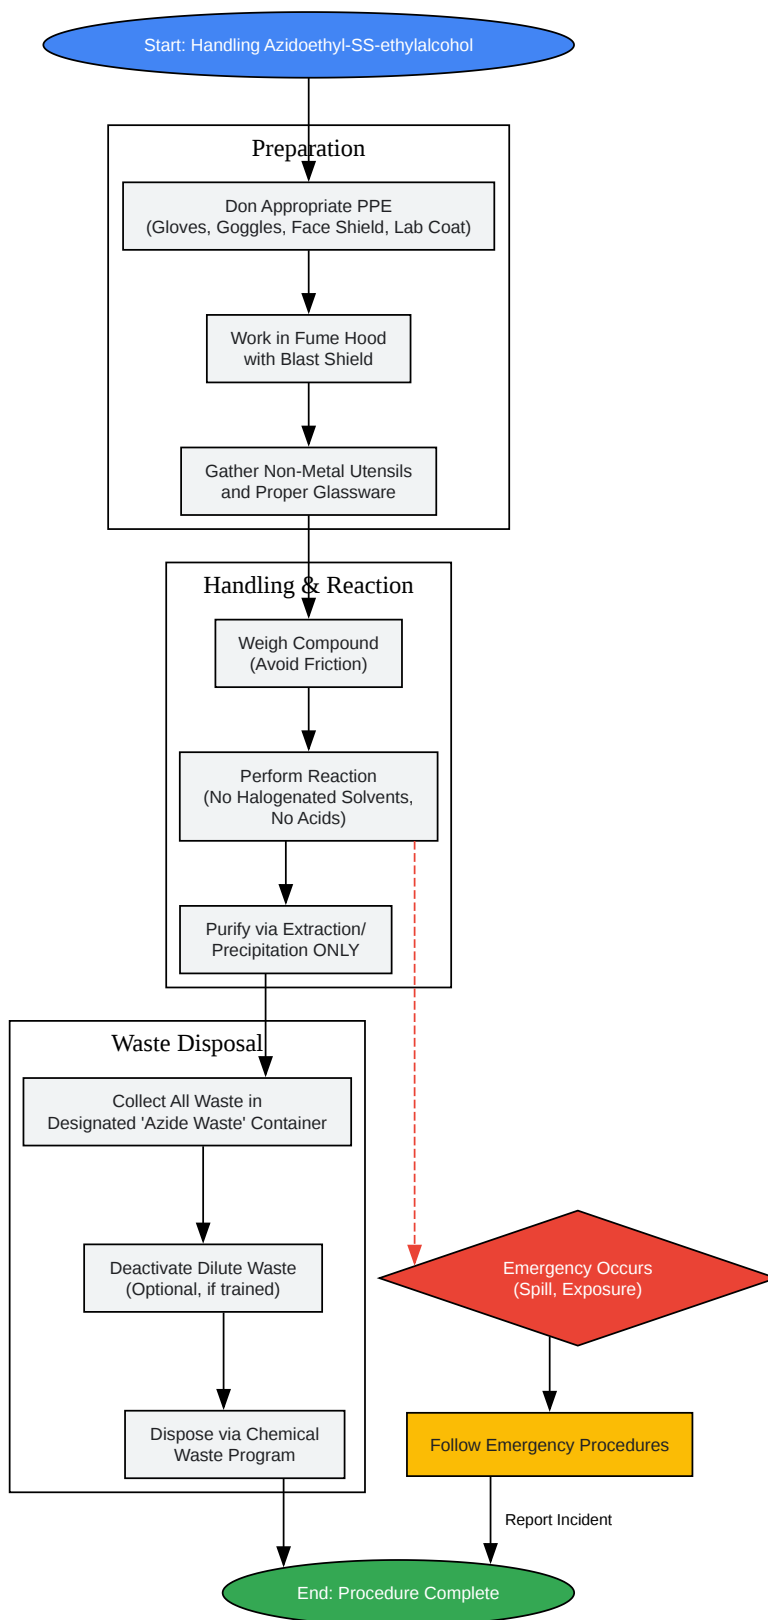 Start: Handling Azidoethyl-SS-ethylalcohol
Preparation
Don Appropriate PPE
(Gloves, Goggles, Face Shield, Lab Coat)
Work in Fume Hood
with Blast Shield
Gather Non-Metal Utensils
and Proper Glassware
Handling & Reaction
Weigh Compound
(Avoid Friction)
Perform Reaction
(No Halogenated Solvents,
No Acids)
Purify via Extraction/
Precipitation ONLY
Waste Disposal
Collect All Waste in
Designated 'Azide Waste' Container
Deactivate Dilute Waste
(Optional, if trained)
Dispose via Chemical
Waste Program
Emergency Occurs
(Spill, Exposure)
Follow Emergency Procedures
Report Incident
End: Procedure Complete